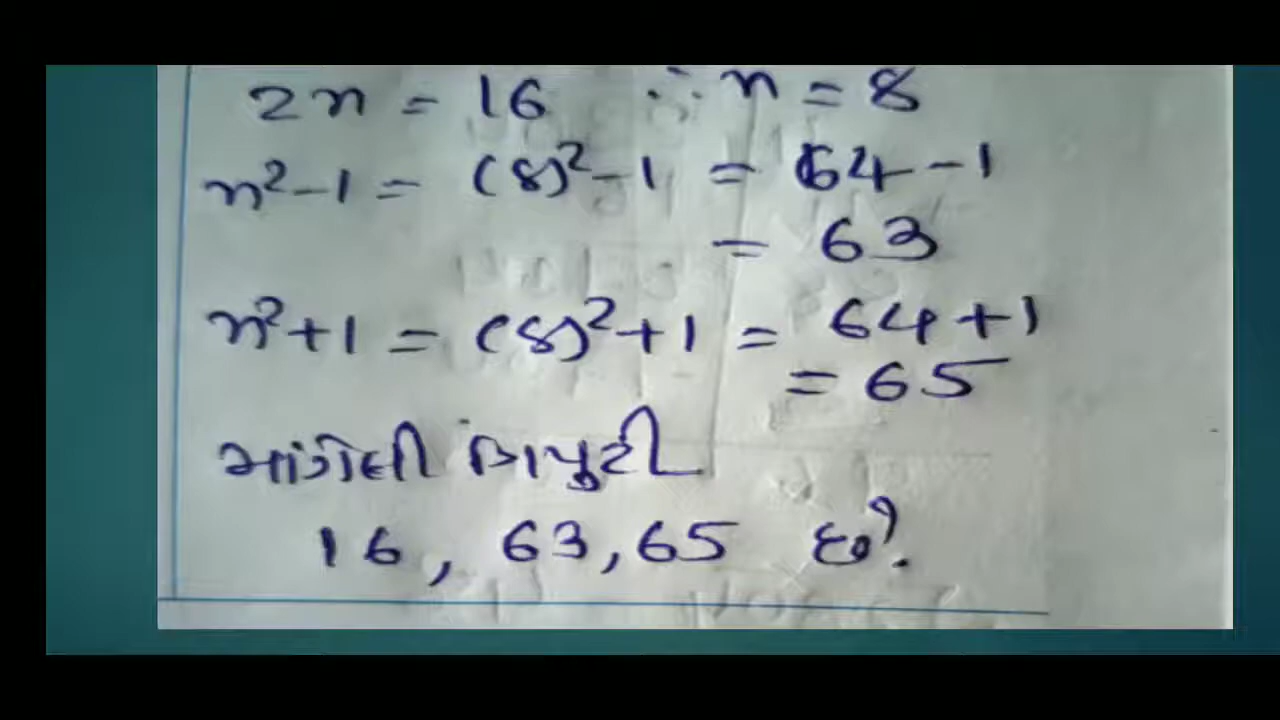 2n = 16 ∴ n = 8
n²-1 = (8)²-1 = 64-1
= 63
n²+1 = (8)²+1 = 64+1
= 65
માંગેલી ત્રિપુટી
16, 63, 65 છે.